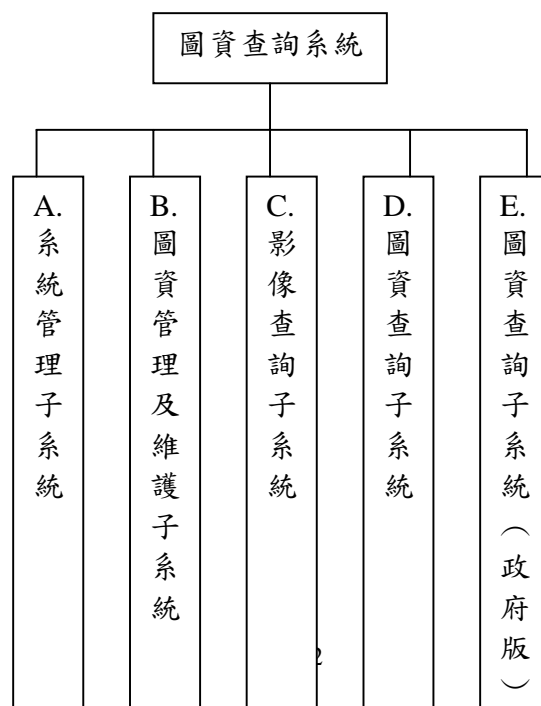 圖資查詢系統
A.系統管理子系統
B.圖資管理及維護子系統
C.影像查詢子系統
D.圖資查詢子系統
E.圖資查詢子系統（政府版）